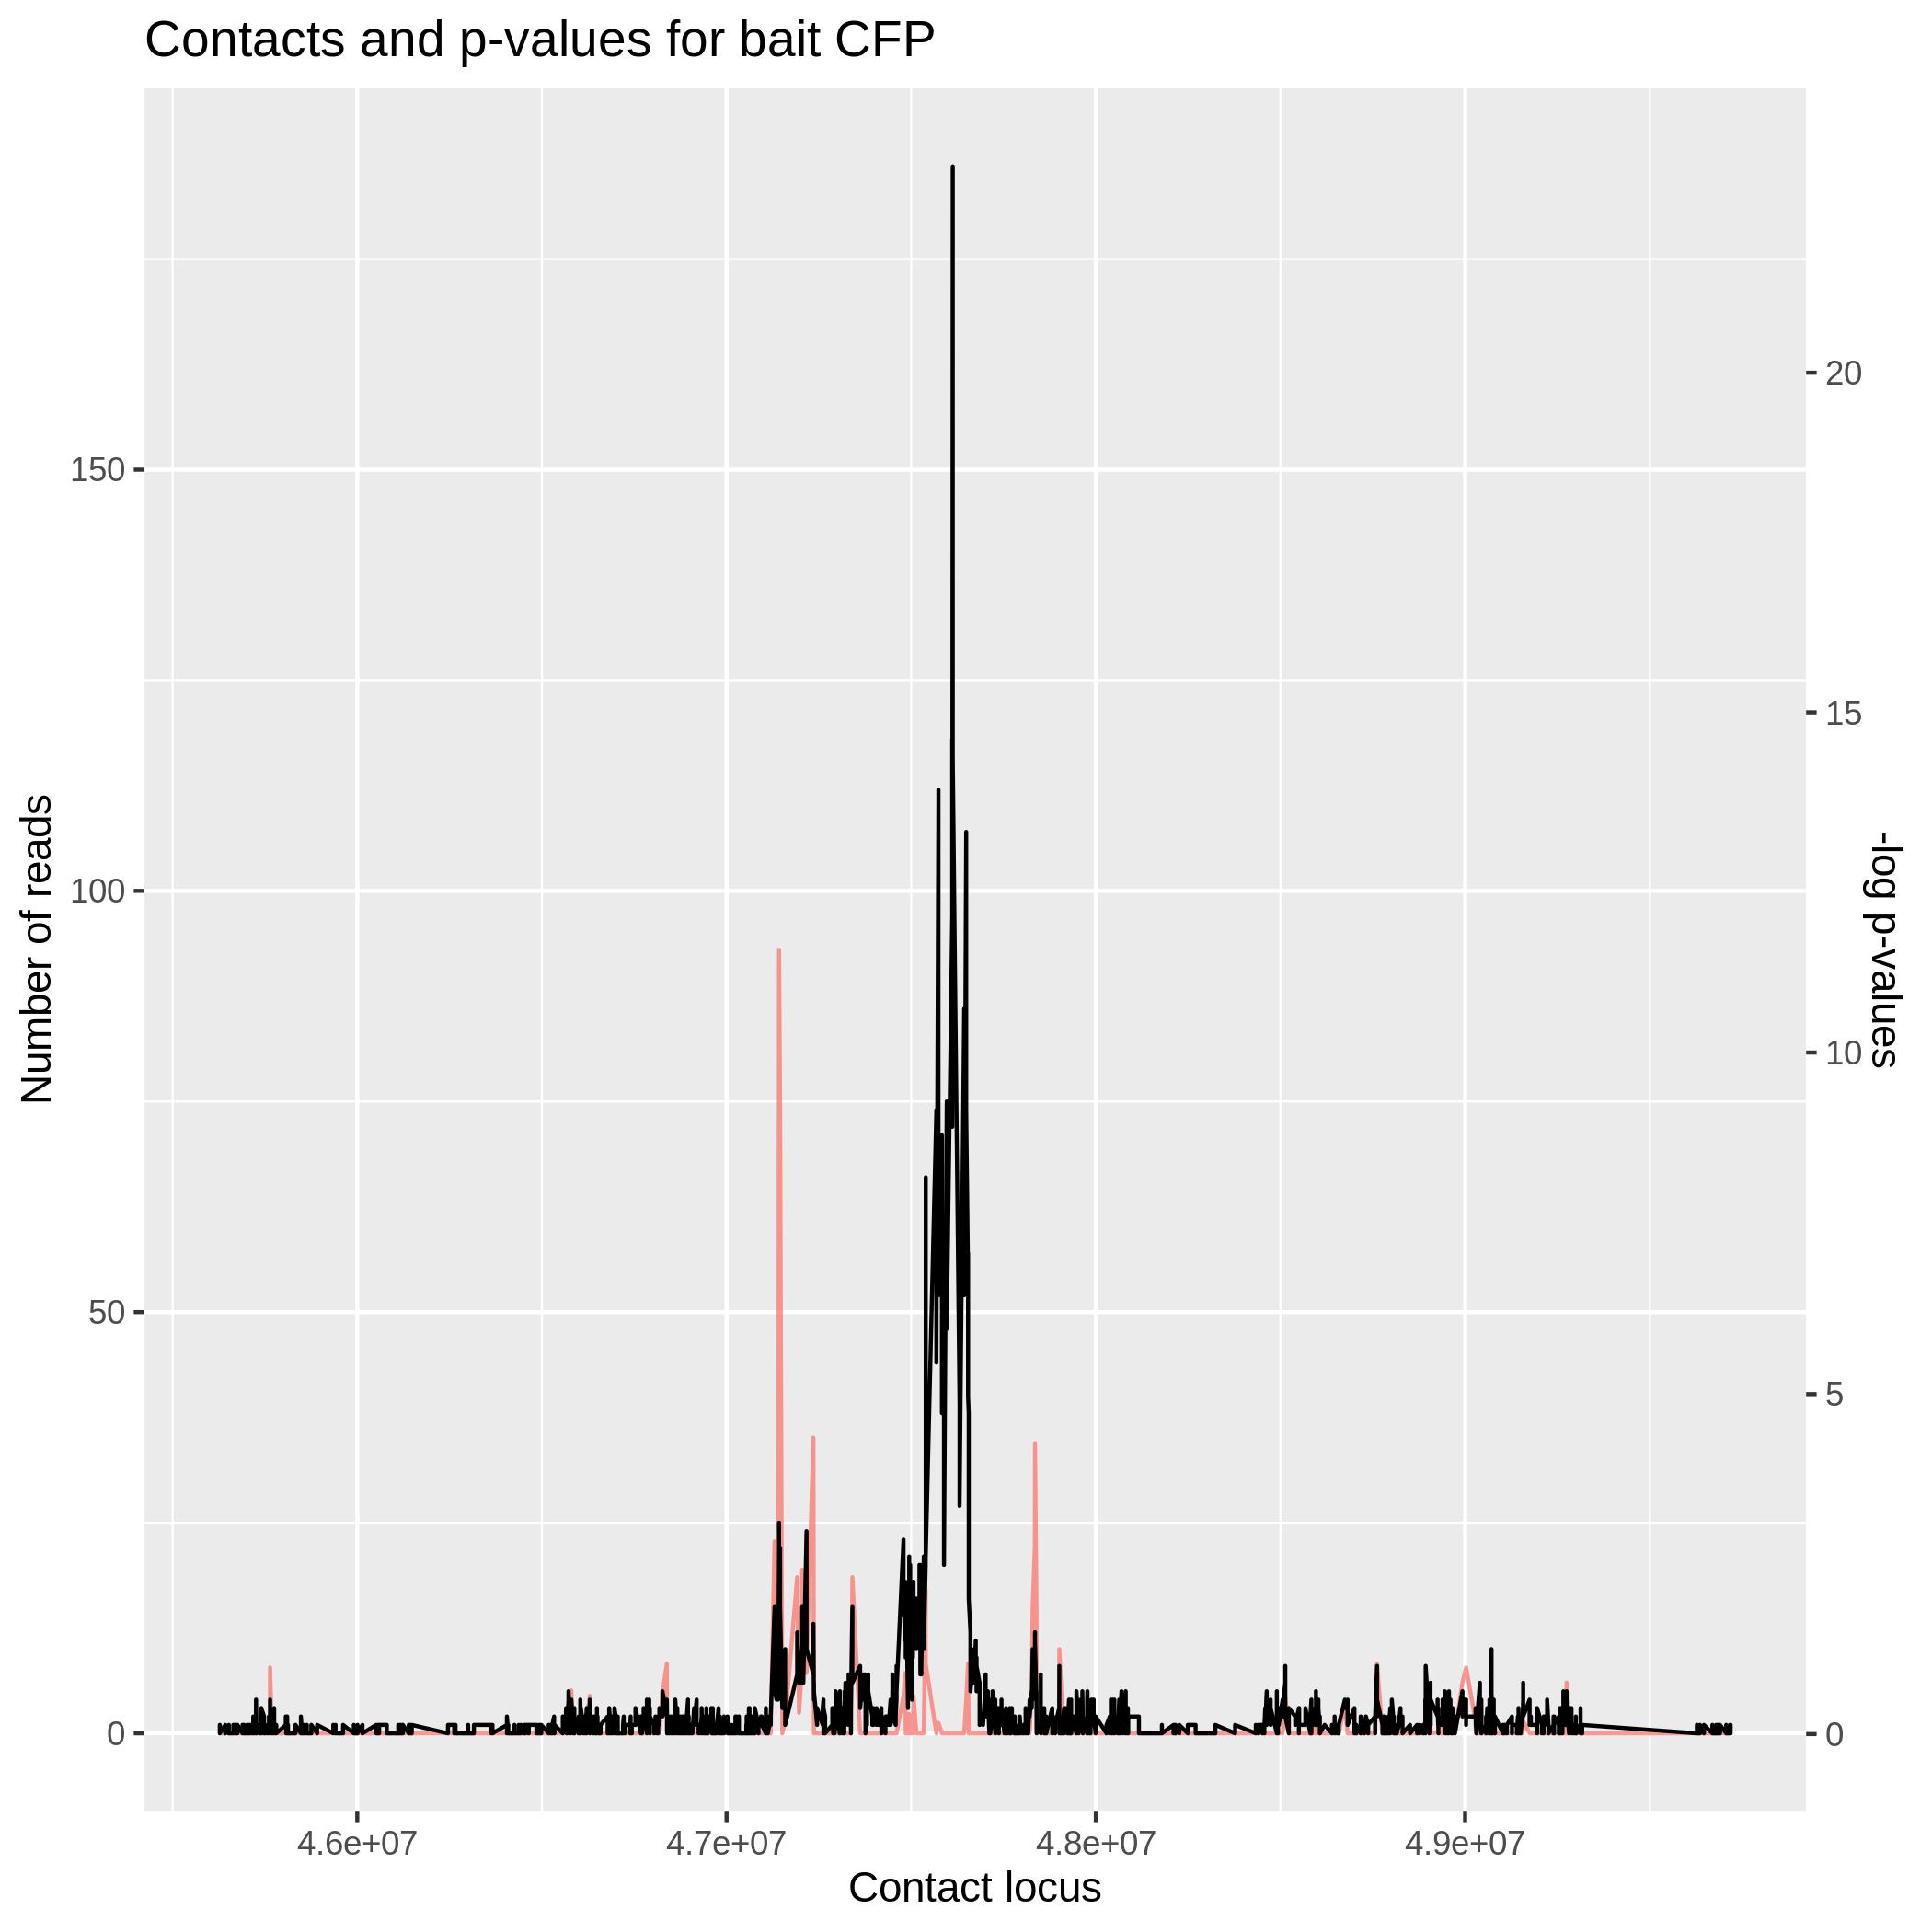 Contacts and p-values for bait CFP
Number of reads
150
100
50
0
20
15
10
5
0
-log p-values
4.6e+07 4.7e+07 4.8e+07 4.9e+07
Contact locus